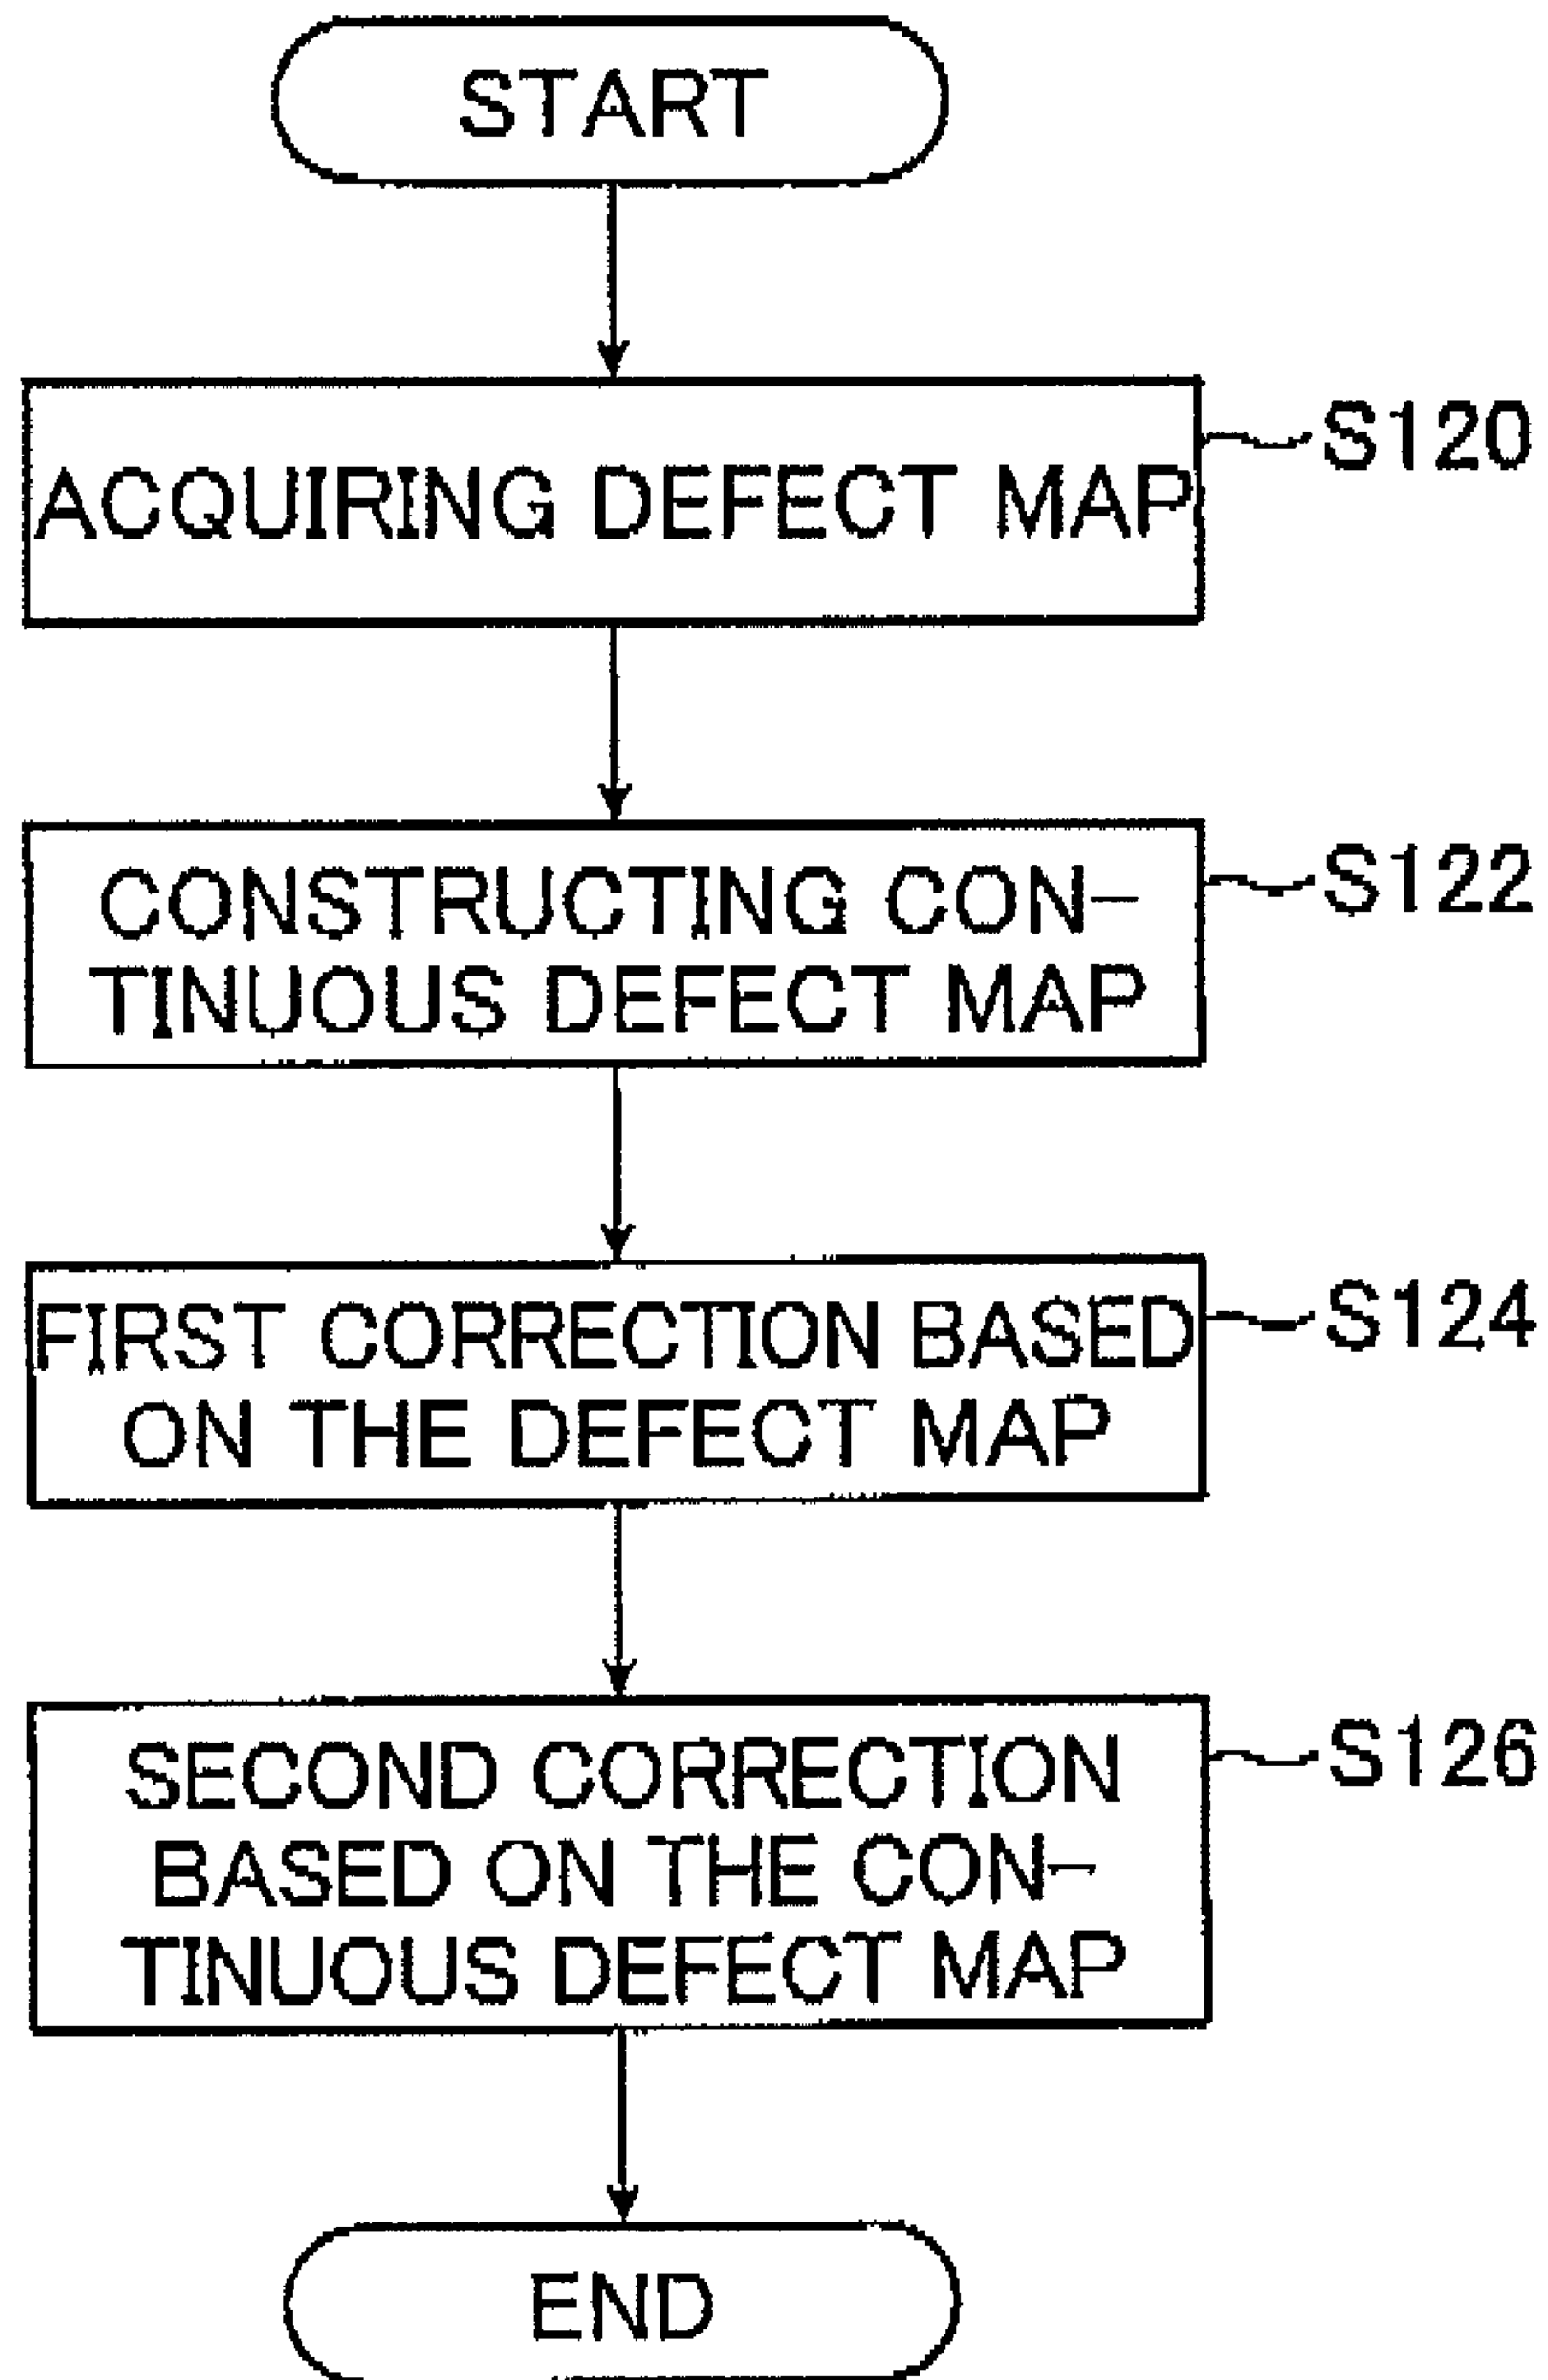 START
ACQUIRING DEFECT MAP
S120
CONSTRUCTING CON-
TINUOUS DEFECT MAP
S122
FIRST CORRECTION BASED
ON THE DEFECT MAP
S124
SECOND CORRECTION
BASED ON THE CON-
TINUOUS DEFECT MAP
S126
END